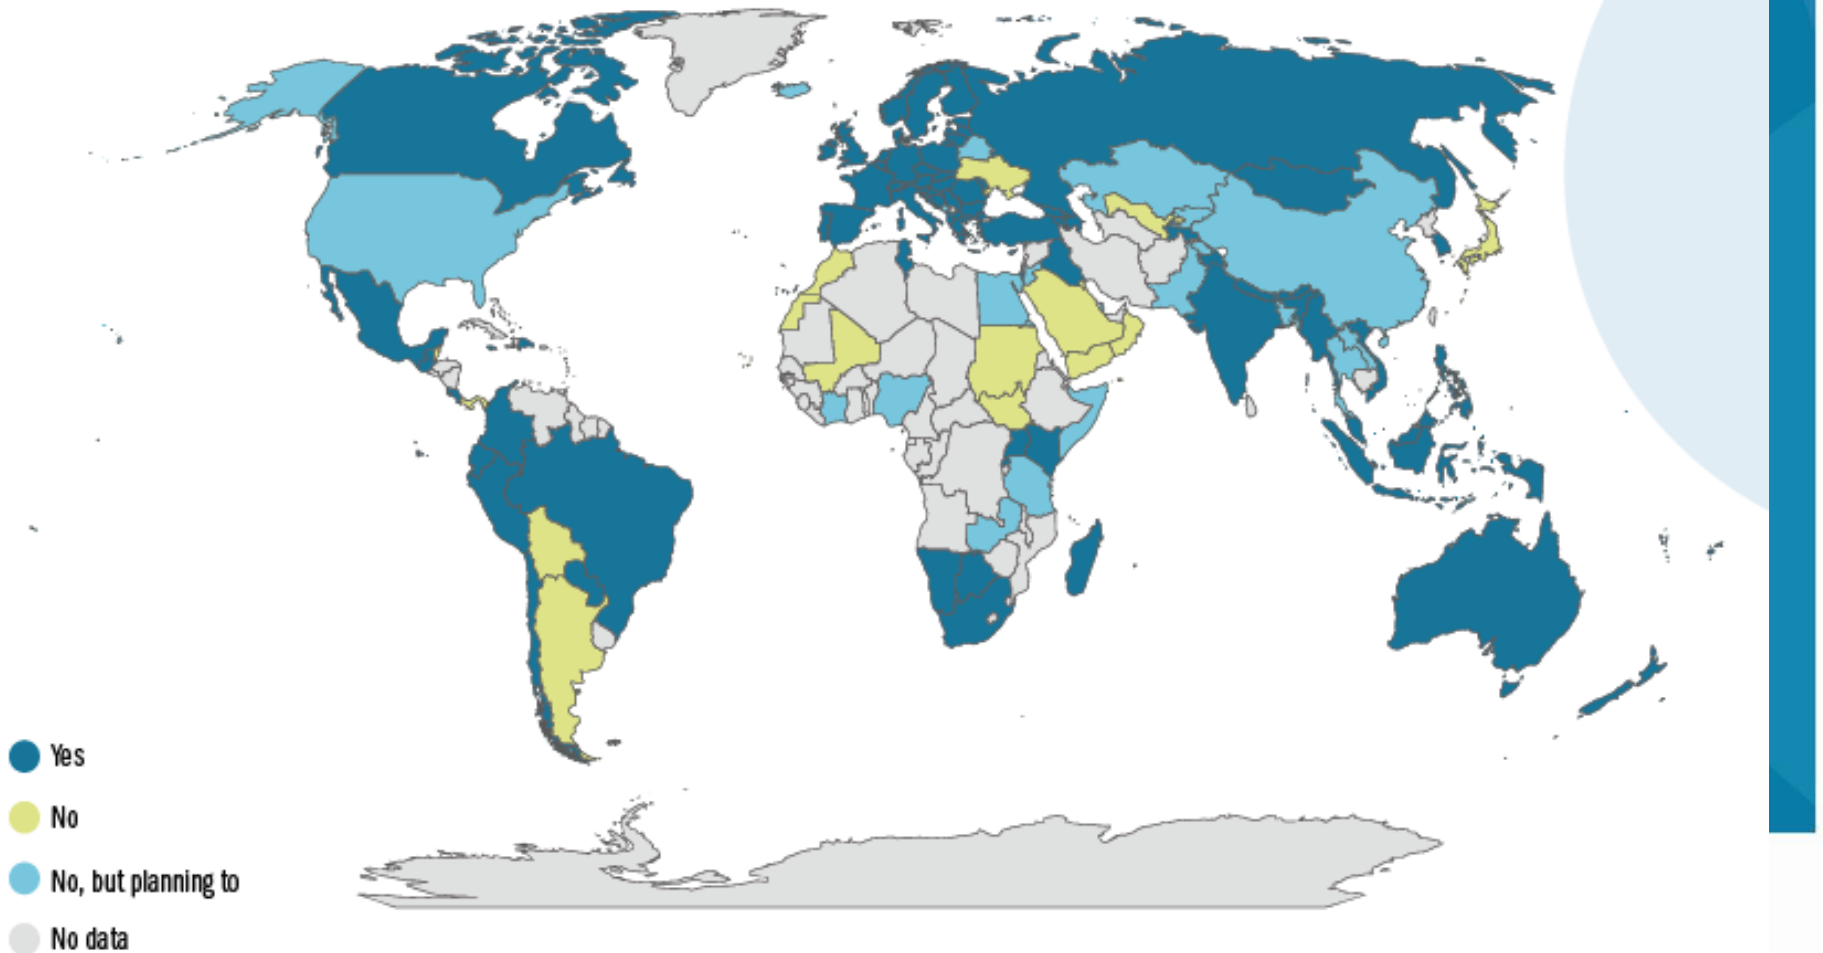 Yes
No
No, but planning to
No data